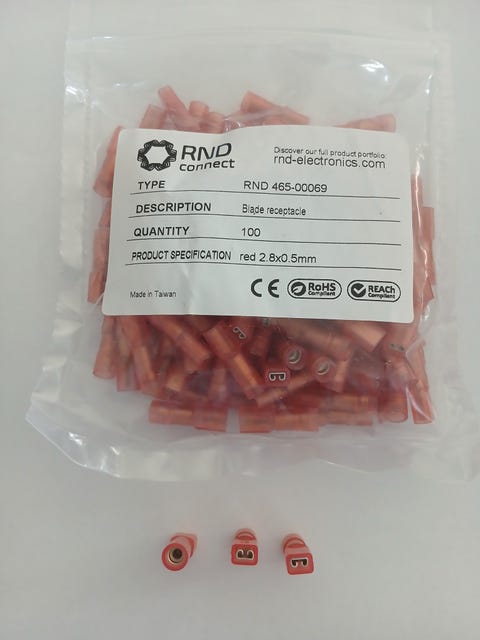 RND
connect
Discover our full product portfolio:
rnd-electronics.com
TYPE RND 465-00069
DESCRIPTION Blade receptacle
QUANTITY 100
PRODUCT SPECIFICATION red 2.8x0.5mm
Made in Taiwan
CE RoHS Compliant REACh Compliant